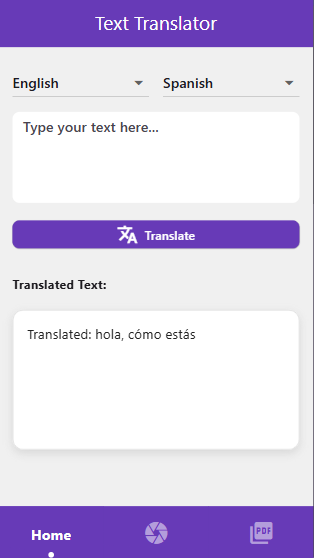 Text Translator
English Spanish
Type your text here...
Translate
Translated Text:
Translated: hola, cómo estás
Home PDF